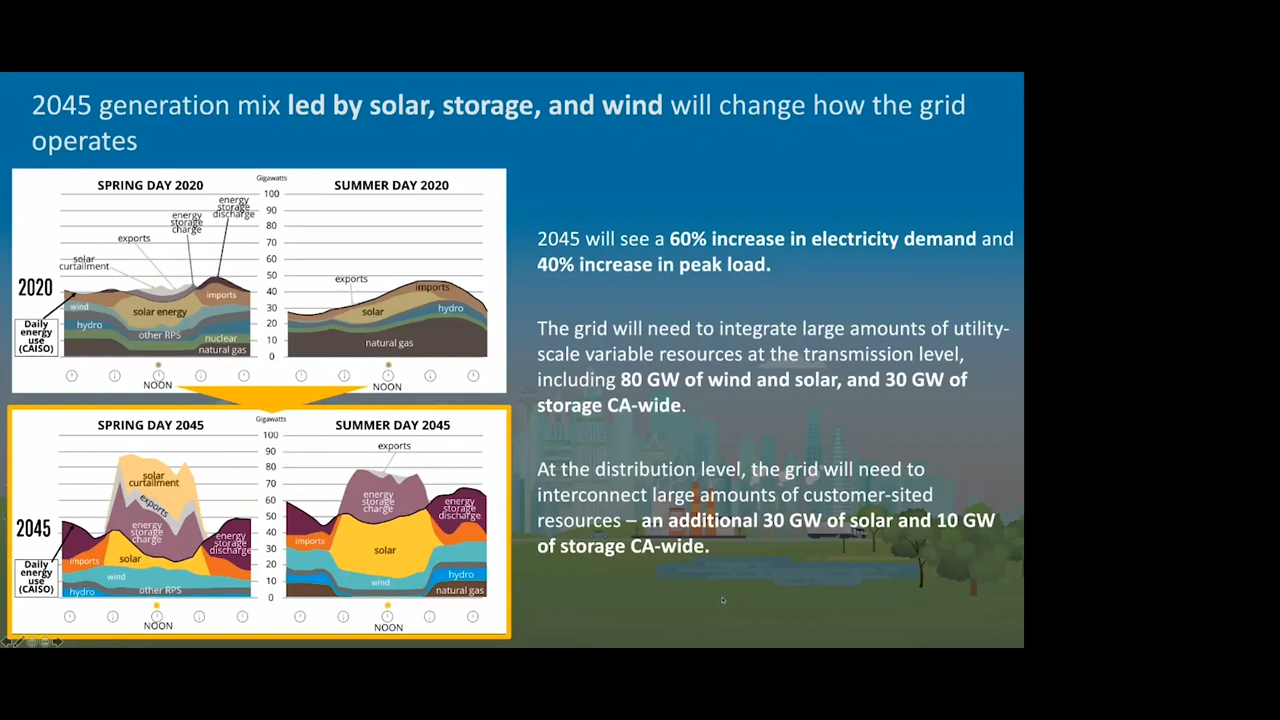 2045 generation mix led by solar, storage, and wind will change how the grid
operates
SPRING DAY 2020
Gigawatts
SUMMER DAY 2020
100
90
80
70
60
50
40
30
20
10
0
energy
storage
discharge
energy
storage
charge
exports
solar
curtailment
2020
wind
solar energy
imports
hydro
other RPS
nuclear
natural gas
Daily
energy
use
(CAISO)
NOON
exports
imports
solar
hydro
natural gas
NOON
SPRING DAY 2045
Gigawatts
SUMMER DAY 2045
100
90
80
70
60
50
40
30
20
10
0
solar
curtailment
exports
energy
storage
charge
energy
storage
discharge
2045
imports
solar
wind
hydro
other RPS
Daily
energy
use
(CAISO)
NOON
exports
energy
storage
charge
energy
storage
discharge
imports
solar
wind
hydro
natural gas
NOON
2045 will see a 60% increase in electricity demand and
40% increase in peak load.
The grid will need to integrate large amounts of utility-
scale variable resources at the transmission level,
including 80 GW of wind and solar, and 30 GW of
storage CA-wide.
At the distribution level, the grid will need to
interconnect large amounts of customer-sited
resources – an additional 30 GW of solar and 10 GW
of storage CA-wide.